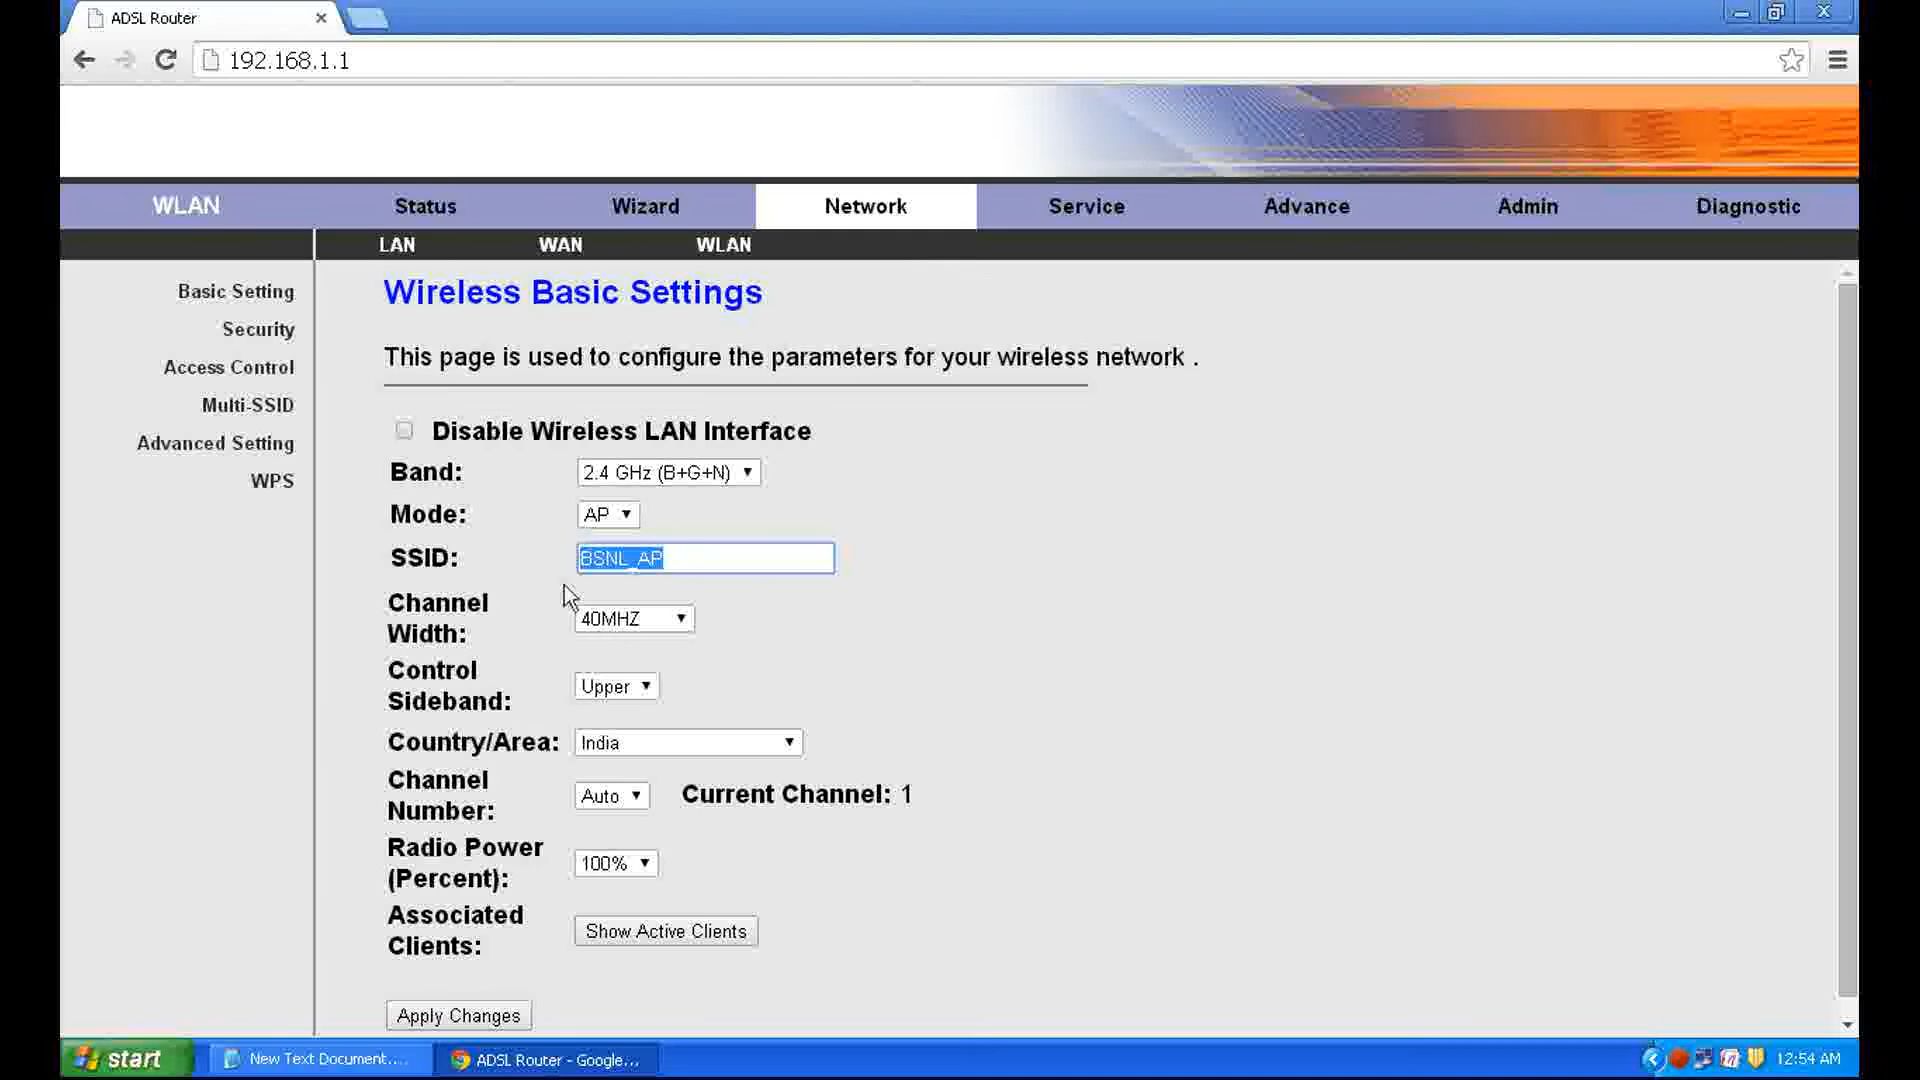 ADSL Router
192.168.1.1
WLAN Status Wizard Network Service Advance Admin Diagnostic
LAN WAN WLAN
Basic Setting
Security
Access Control
Multi-SSID
Advanced Setting
WPS
Wireless Basic Settings
This page is used to configure the parameters for your wireless network .
Disable Wireless LAN Interface
Band: 2.4 GHz (B+G+N)
Mode: AP
SSID: BSNL_AP
Channel
Width: 40MHZ
Control
Sideband: Upper
Country/Area: India
Channel
Number: Auto Current Channel: 1
Radio Power
(Percent): 100%
Associated
Clients: Show Active Clients
Apply Changes
start New Text Document.... ADSL Router - Google... 12:54 AM